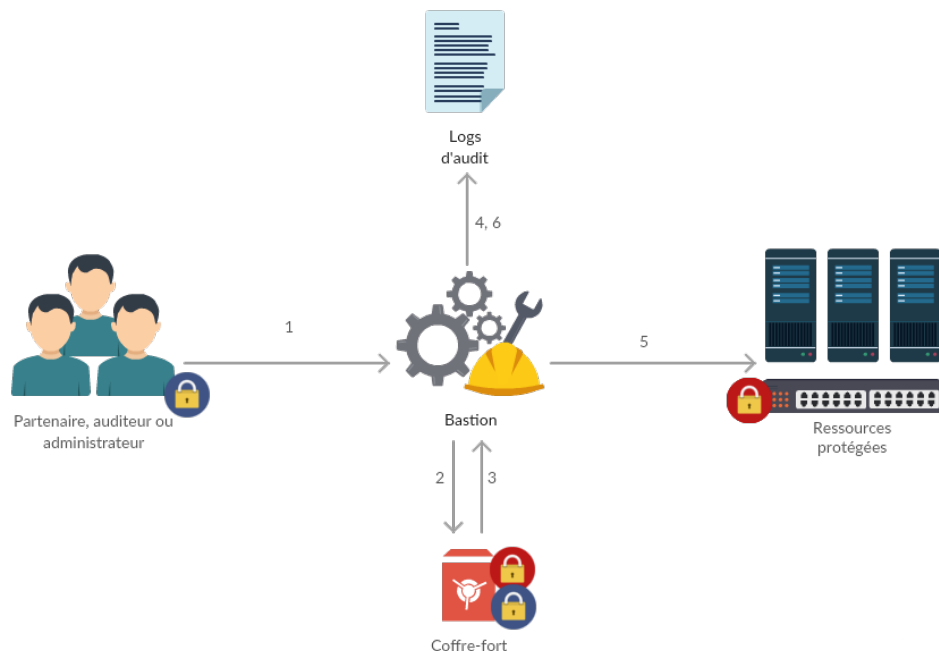 Logs
d'audit
4, 6
1
5
Partenaire, auditeur ou
administrateur
Bastion
Ressources
protégées
2
3
Coffre-fort